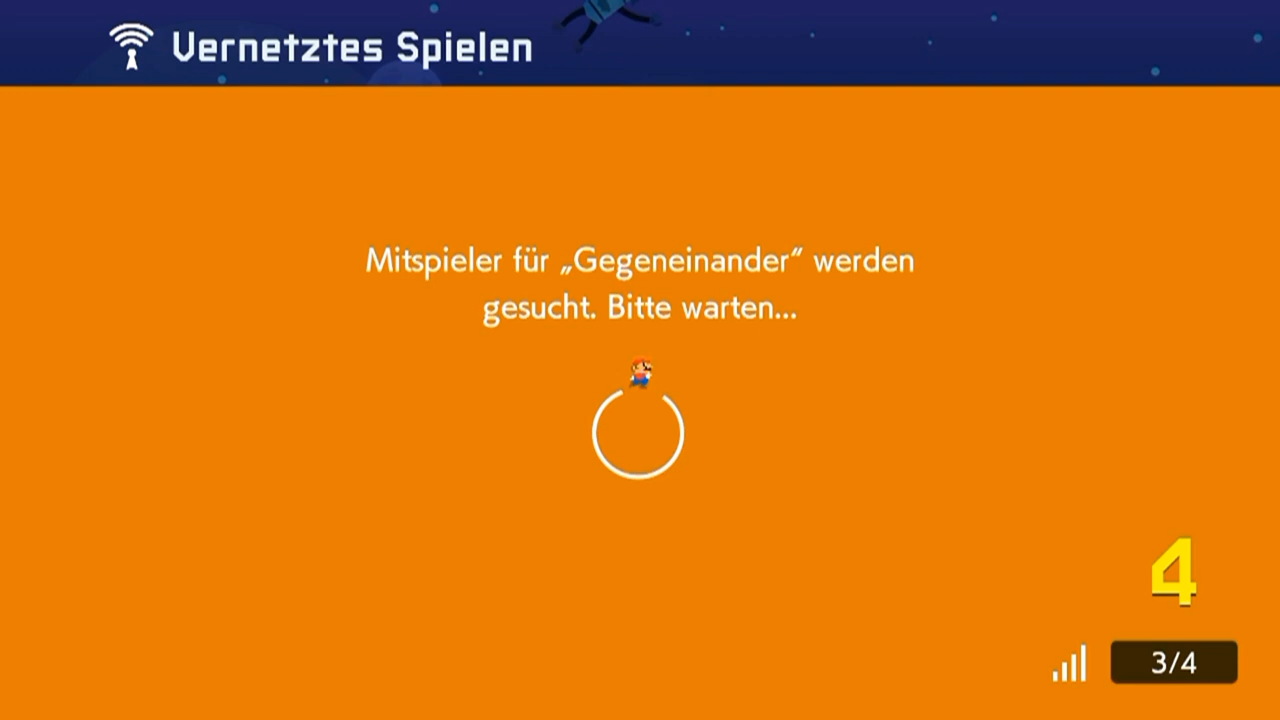 Vernetztes Spielen
Mitspieler für „Gegeneinander“ werden
gesucht. Bitte warten...
4
3/4